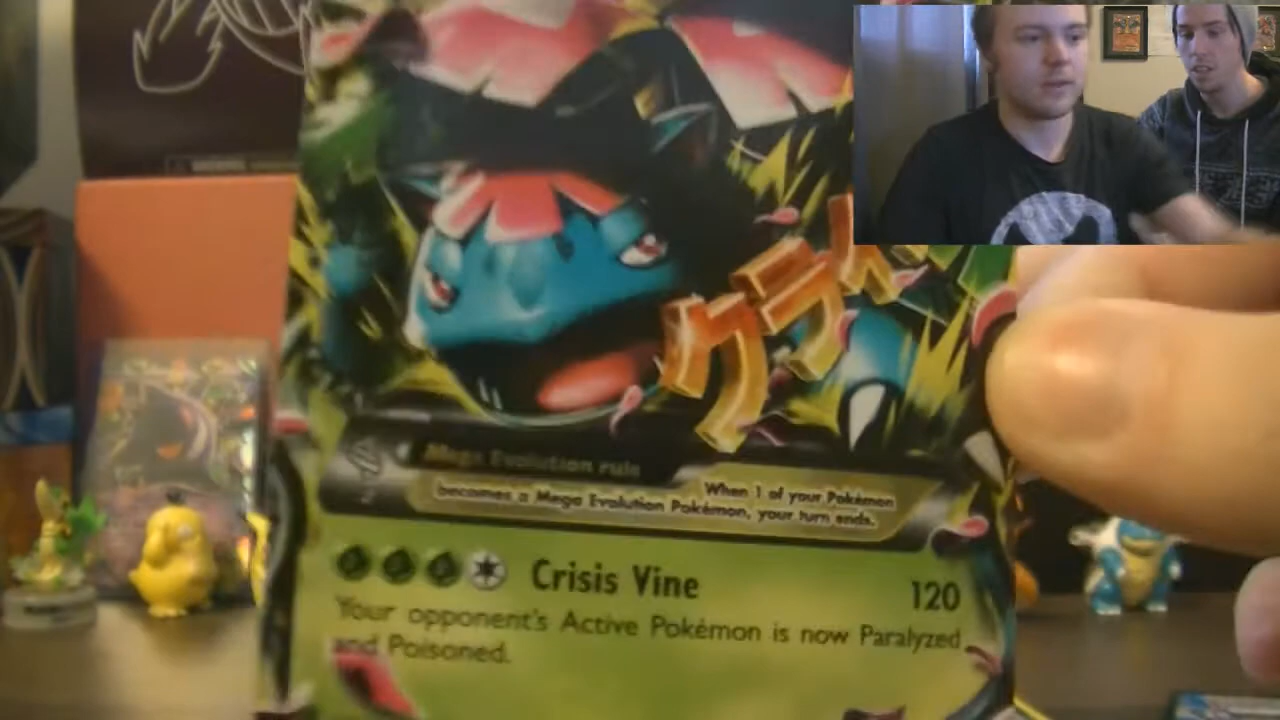 Mega Evolution rule
When 1 of your Pokémon
becomes a Mega Evolution Pokémon, your turn ends.
Crisis Vine 120
Your opponent's Active Pokémon is now Paralyzed
and Poisoned.